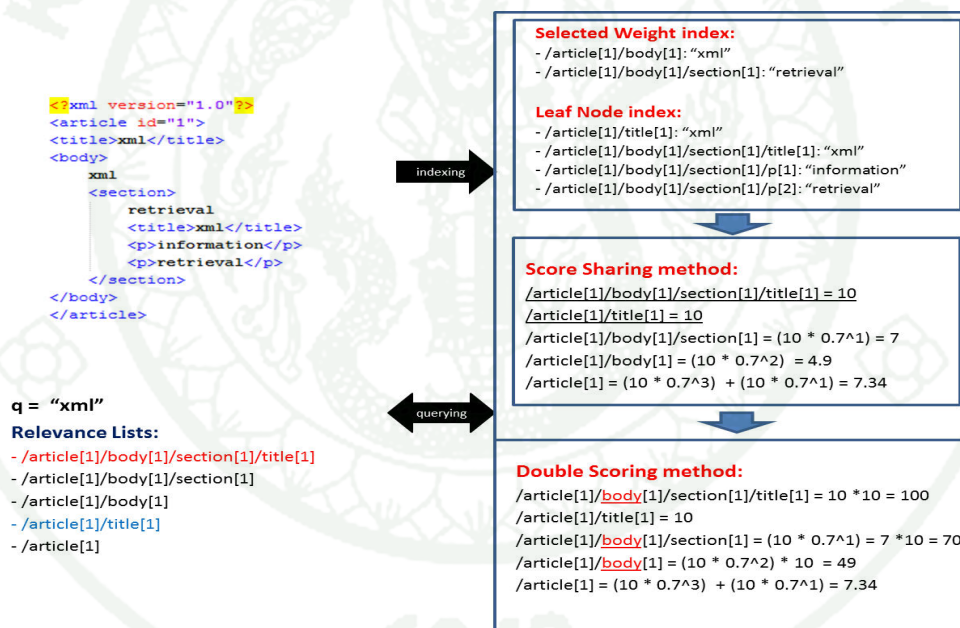 <?xml version="1.0"?>
<article id="1">
<title>xml</title>
<body>
xml
<section>
retrieval
<title>xml</title>
<p>information</p>
<p>retrieval</p>
</section>
</body>
</article>
indexing
Selected Weight index:
- /article[1]/body[1]: “xml”
- /article[1]/body[1]/section[1]: “retrieval”
Leaf Node index:
- /article[1]/title[1]: “xml”
- /article[1]/body[1]/section[1]/title[1]: “xml”
- /article[1]/body[1]/section[1]/p[1]: “information”
- /article[1]/body[1]/section[1]/p[2]: “retrieval”
Score Sharing method:
/article[1]/body[1]/section[1]/title[1] = 10
/article[1]/title[1] = 10
/article[1]/body[1]/section[1] = (10 * 0.7^1) = 7
/article[1]/body[1] = (10 * 0.7^2) = 4.9
/article[1] = (10 * 0.7^3) + (10 * 0.7^1) = 7.34
querying
q = “xml”
Relevance Lists:
- /article[1]/body[1]/section[1]/title[1]
- /article[1]/body[1]/section[1]
- /article[1]/body[1]
- /article[1]/title[1]
- /article[1]
Double Scoring method:
/article[1]/body[1]/section[1]/title[1] = 10 *10 = 100
/article[1]/title[1] = 10
/article[1]/body[1]/section[1] = (10 * 0.7^1) = 7 *10 = 70
/article[1]/body[1] = (10 * 0.7^2) * 10 = 49
/article[1] = (10 * 0.7^3) + (10 * 0.7^1) = 7.34